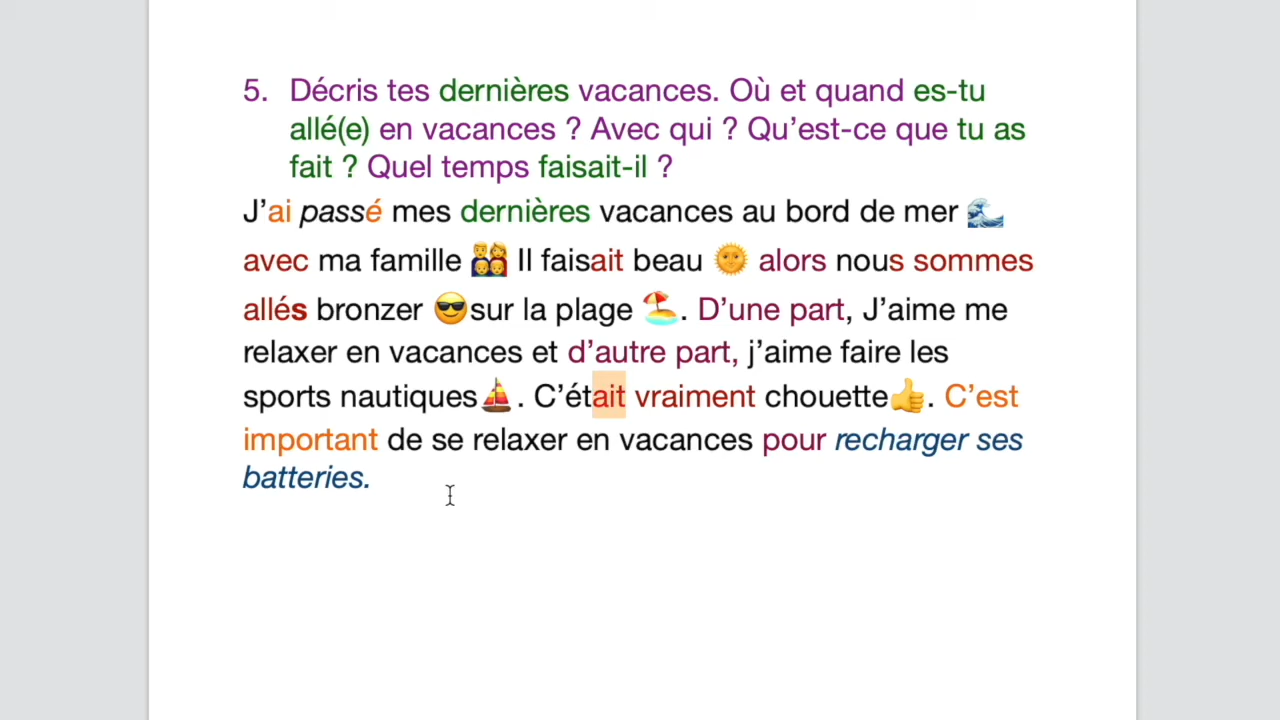 5. Décris tes dernières vacances. Où et quand es-tu
allé(e) en vacances ? Avec qui ? Qu’est-ce que tu as
fait ? Quel temps faisait-il ?
J’ai passé mes dernières vacances au bord de mer 🌊
avec ma famille 👨‍👩‍👧‍👦 Il faisait beau 🌞 alors nous sommes
allés bronzer 😎sur la plage 🏖️. D’une part, J’aime me
relaxer en vacances et d’autre part, j’aime faire les
sports nautiques⛵. C’était vraiment chouette👍. C’est
important de se relaxer en vacances pour recharger ses
batteries.